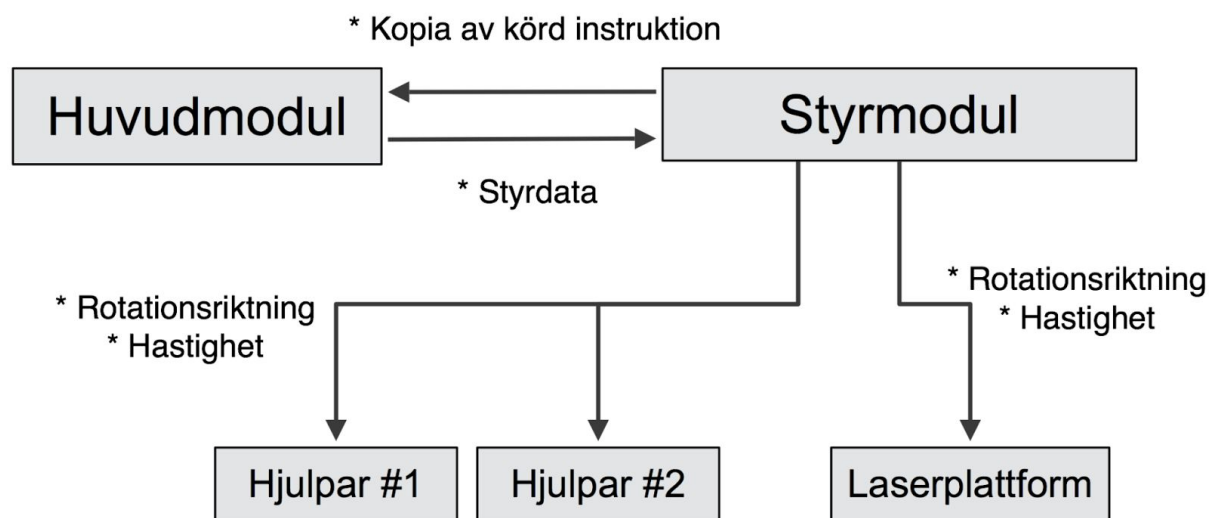 * Kopia av körd instruktion
Huvudmodul
Styrmodul
* Styrdata
* Rotationsriktning
* Hastighet
* Rotationsriktning
* Hastighet
Hjulpar #1
Hjulpar #2
Laserplattform